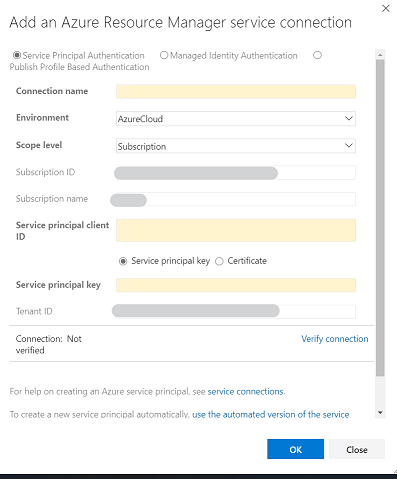 Add an Azure Resource Manager service connection
Service Principal Authentication Managed Identity Authentication
Publish Profile Based Authentication
Connection name
Environment AzureCloud
Scope level Subscription
Subscription ID
Subscription name
Service principal client
ID
Service principal key Certificate
Service principal key
Tenant ID
Connection: Not Verify connection
verified
For help on creating an Azure service principal, see service connections.
To create a new service principal automatically, use the automated version of the service
OK Close